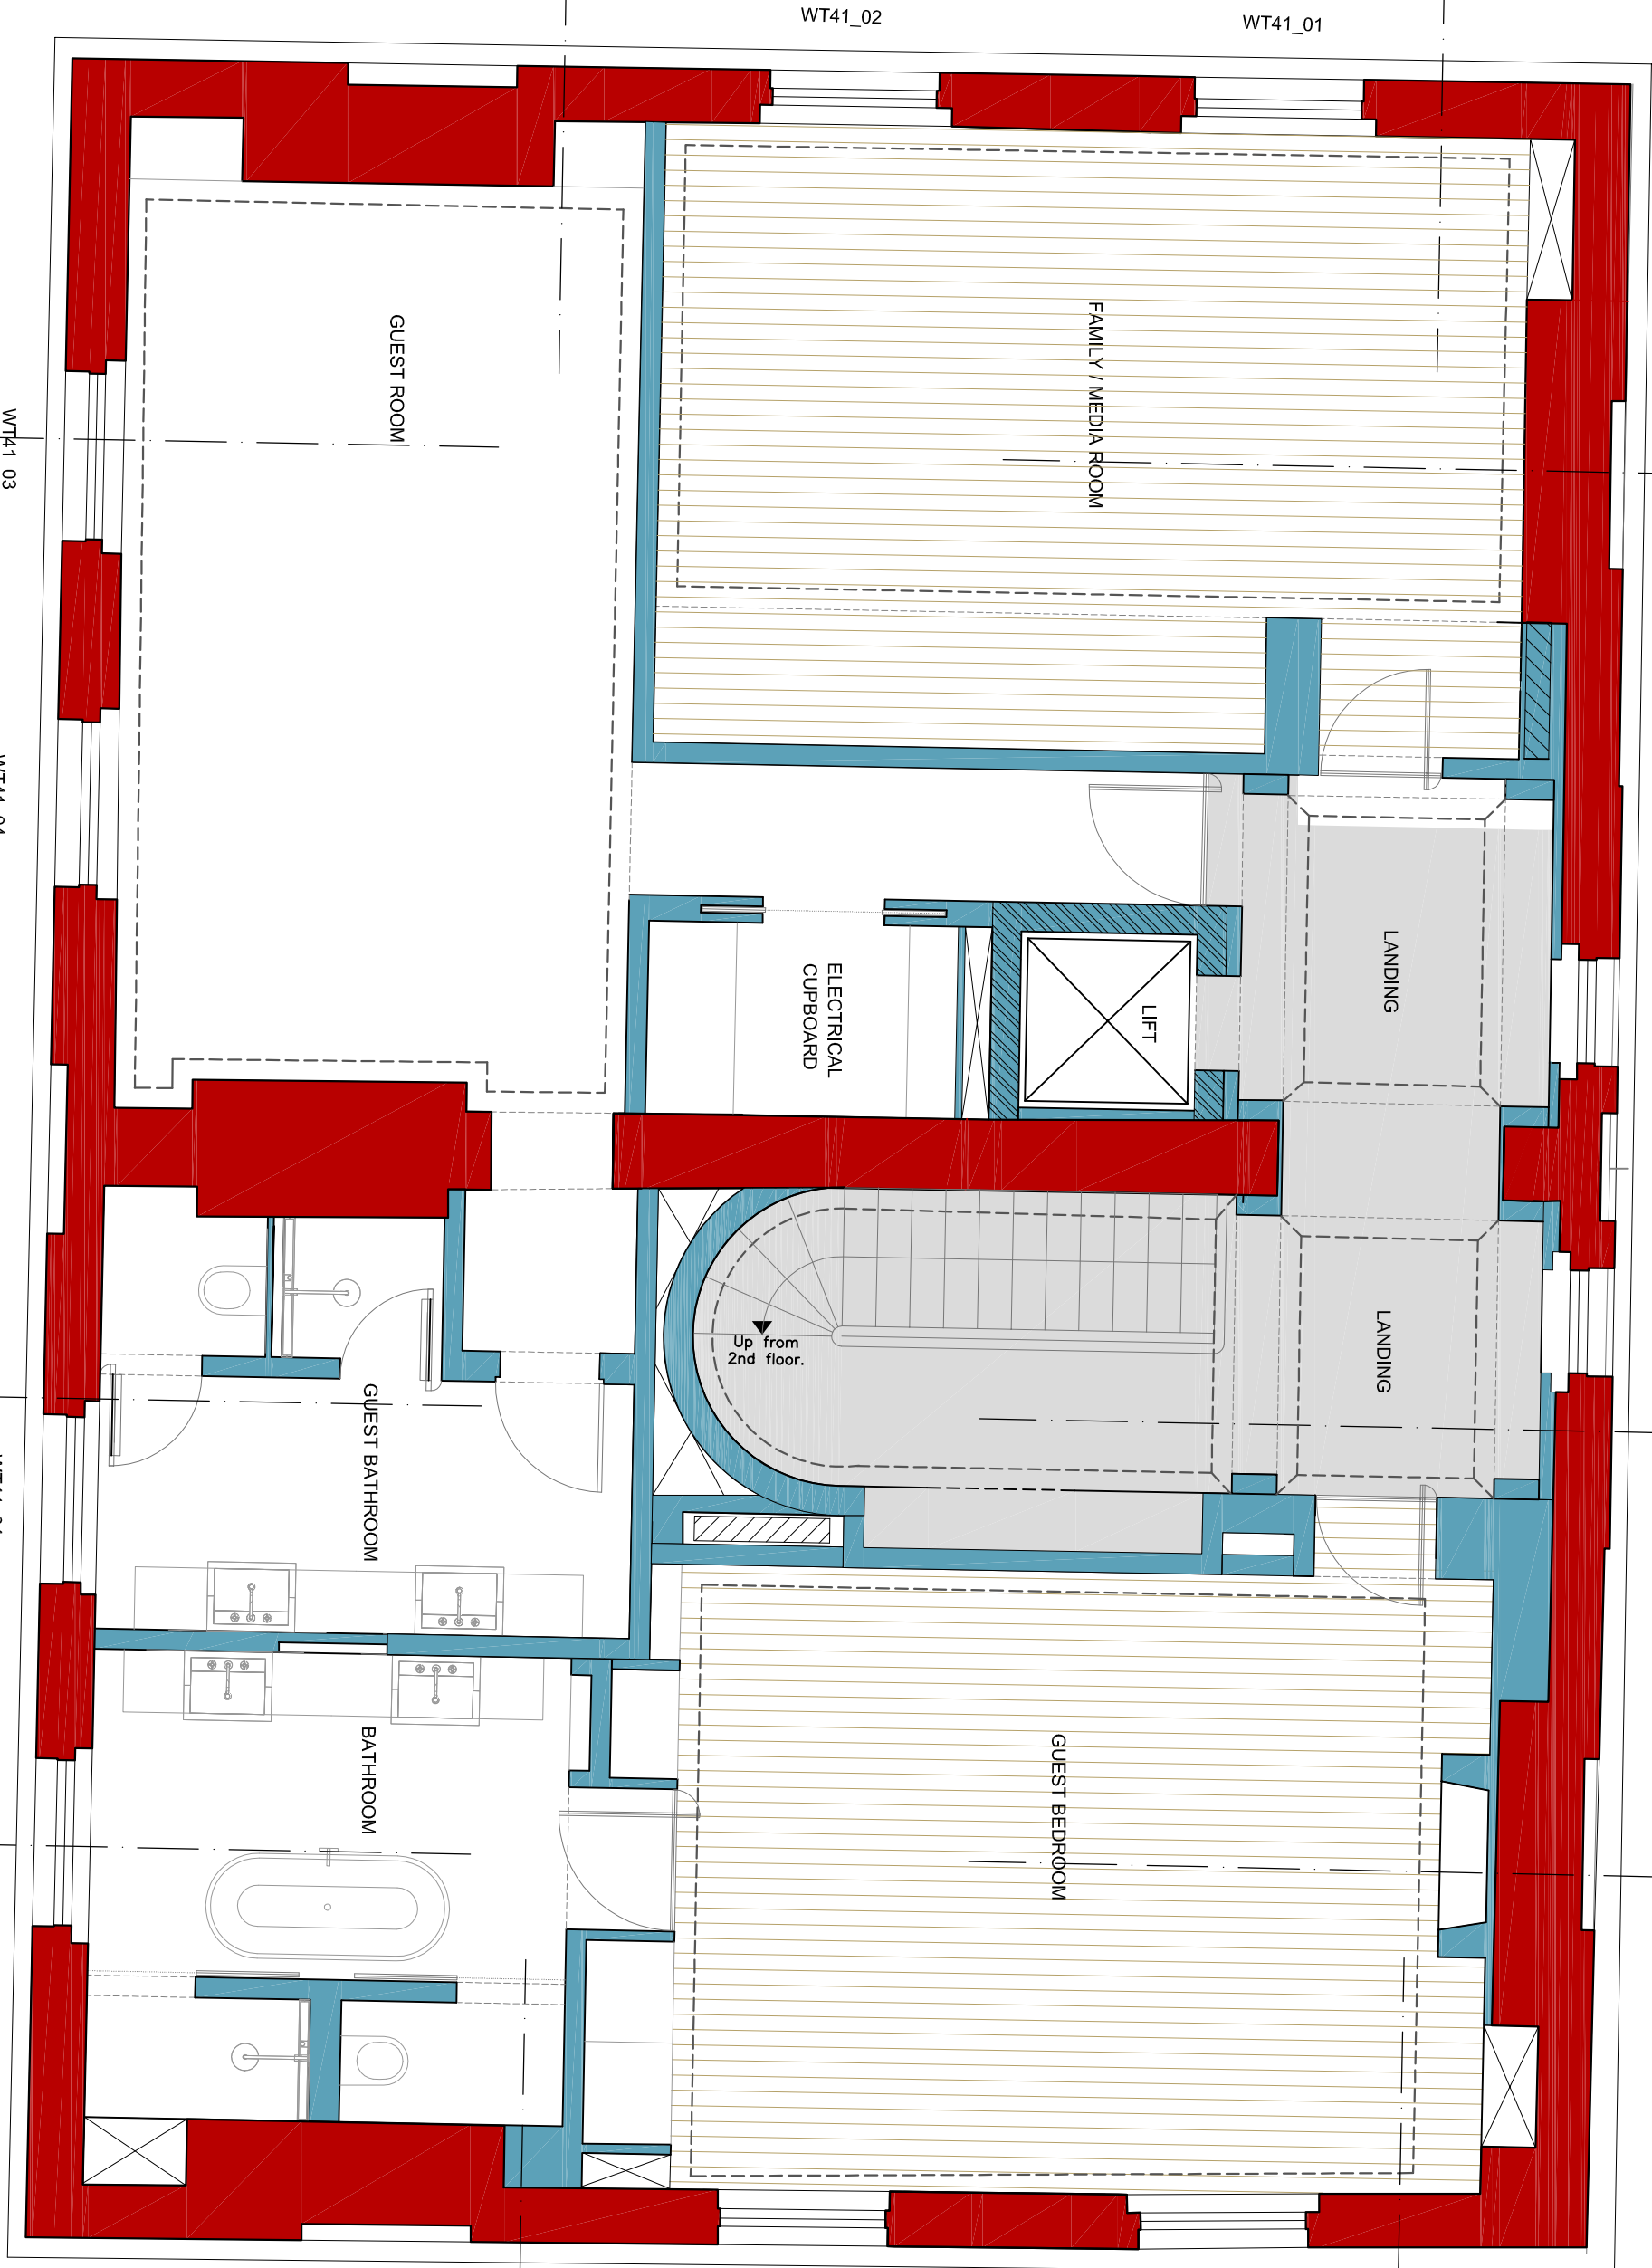 WT41_02
WT41_01
GUEST ROOM
FAMILY / MEDIA ROOM
WT41_03
LANDING
ELECTRICAL
CUPBOARD
LIFT
LANDING
Up from
2nd floor.
GUEST BATHROOM
BATHROOM
GUEST BEDROOM